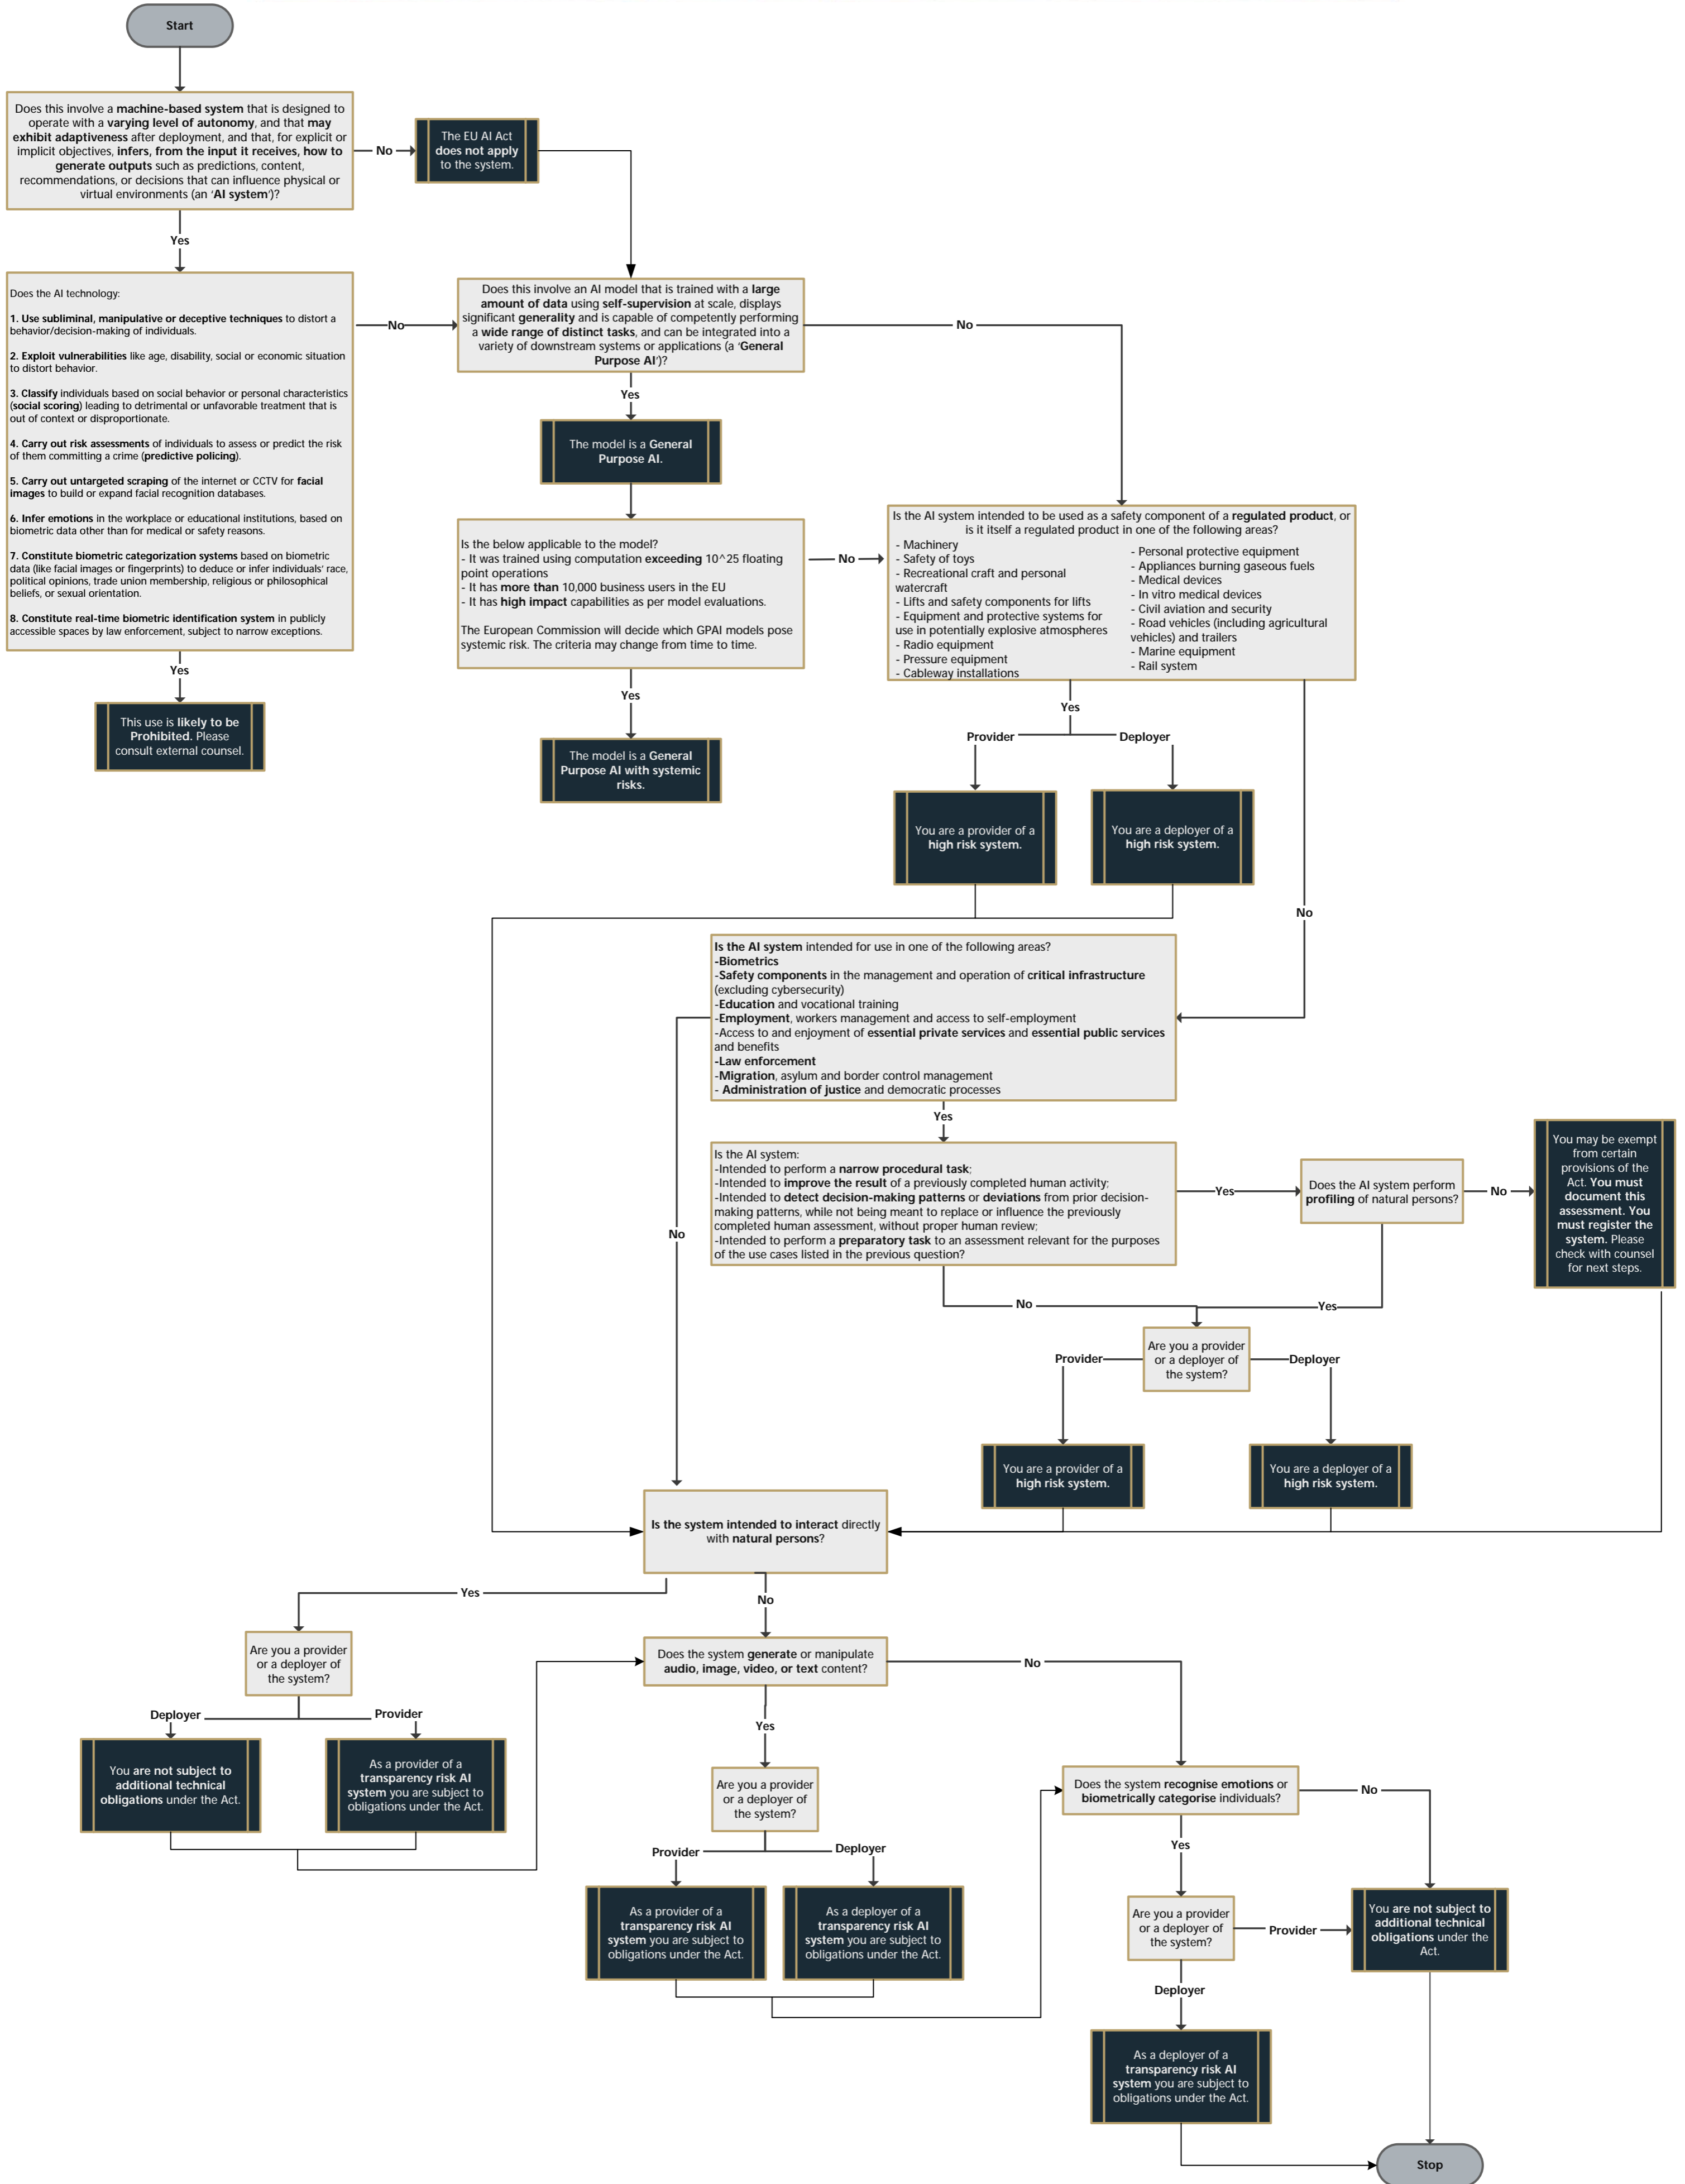 Start
Does this involve a machine-based system that is designed to
operate with a varying level of autonomy, and that may
exhibit adaptiveness after deployment, and that, for explicit or
implicit objectives, infers, from the input it receives, how to
generate outputs such as predictions, content,
recommendations, or decisions that can influence physical or
virtual environments (an ‘AI system’)?
No
The EU AI Act
does not apply
to the system.
Yes
Does the AI technology:
1. Use subliminal, manipulative or deceptive techniques to distort a
behavior/decision-making of individuals.
2. Exploit vulnerabilities like age, disability, social or economic situation
to distort behavior.
3. Classify individuals based on social behavior or personal characteristics
(social scoring) leading to detrimental or unfavorable treatment that is
out of context or disproportionate.
4. Carry out risk assessments of individuals to assess or predict the risk
of them committing a crime (predictive policing).
5. Carry out untargeted scraping of the internet or CCTV for facial
images to build or expand facial recognition databases.
6. Infer emotions in the workplace or educational institutions, based on
biometric data other than for medical or safety reasons.
7. Constitute biometric categorization systems based on biometric
data (like facial images or fingerprints) to deduce or infer individuals’ race,
political opinions, trade union membership, religious or philosophical
beliefs, or sexual orientation.
8. Constitute real-time biometric identification system in publicly
accessible spaces by law enforcement, subject to narrow exceptions.
Yes
This use is likely to be
Prohibited. Please
consult external counsel.
No
Does this involve an AI model that is trained with a large
amount of data using self-supervision at scale, displays
significant generality and is capable of competently performing
a wide range of distinct tasks, and can be integrated into a
variety of downstream systems or applications (a ‘General
Purpose AI’)?
No
Yes
The model is a General
Purpose AI.
Is the below applicable to the model?
- It was trained using computation exceeding 10^25 floating
point operations
- It has more than 10,000 business users in the EU
- It has high impact capabilities as per model evaluations.
The European Commission will decide which GPAI models pose
systemic risk. The criteria may change from time to time.
No
Yes
The model is a General
Purpose AI with systemic
risks.
Is the AI system intended to be used as a safety component of a regulated product, or
is it itself a regulated product in one of the following areas?
- Machinery
- Safety of toys
- Recreational craft and personal
watercraft
- Lifts and safety components for lifts
- Equipment and protective systems for
use in potentially explosive atmospheres
- Radio equipment
- Pressure equipment
- Cableway installations
- Personal protective equipment
- Appliances burning gaseous fuels
- Medical devices
- In vitro medical devices
- Civil aviation and security
- Road vehicles (including agricultural
vehicles) and trailers
- Marine equipment
- Rail system
Yes
Provider
Deployer
You are a provider of a
high risk system.
You are a deployer of a
high risk system.
No
Is the AI system intended for use in one of the following areas?
-Biometrics
-Safety components in the management and operation of critical infrastructure
(excluding cybersecurity)
-Education and vocational training
-Employment, workers management and access to self-employment
-Access to and enjoyment of essential private services and essential public services
and benefits
-Law enforcement
-Migration, asylum and border control management
- Administration of justice and democratic processes
Yes
No
Is the AI system:
-Intended to perform a narrow procedural task;
-Intended to improve the result of a previously completed human activity;
-Intended to detect decision-making patterns or deviations from prior decision-
making patterns, while not being meant to replace or influence the previously
completed human assessment, without proper human review;
-Intended to perform a preparatory task to an assessment relevant for the purposes
of the use cases listed in the previous question?
Yes
Does the AI system perform
profiling of natural persons?
No
You may be exempt
from certain
provisions of the
Act. You must
document this
assessment. You
must register the
system. Please
check with counsel
for next steps.
No
Yes
Are you a provider
or a deployer of
the system?
Provider
Deployer
You are a provider of a
high risk system.
You are a deployer of a
high risk system.
Is the system intended to interact directly
with natural persons?
Yes
No
Are you a provider
or a deployer of
the system?
Deployer
Provider
You are not subject to
additional technical
obligations under the Act.
As a provider of a
transparency risk AI
system you are subject to
obligations under the Act.
Does the system generate or manipulate
audio, image, video, or text content?
No
Yes
Are you a provider
or a deployer of
the system?
Provider
Deployer
As a provider of a
transparency risk AI
system you are subject to
obligations under the Act.
As a deployer of a
transparency risk AI
system you are subject to
obligations under the Act.
Does the system recognise emotions or
biometrically categorise individuals?
No
Yes
Are you a provider
or a deployer of
the system?
Provider
You are not subject to
additional technical
obligations under the
Act.
Deployer
As a deployer of a
transparency risk AI
system you are subject to
obligations under the Act.
Stop